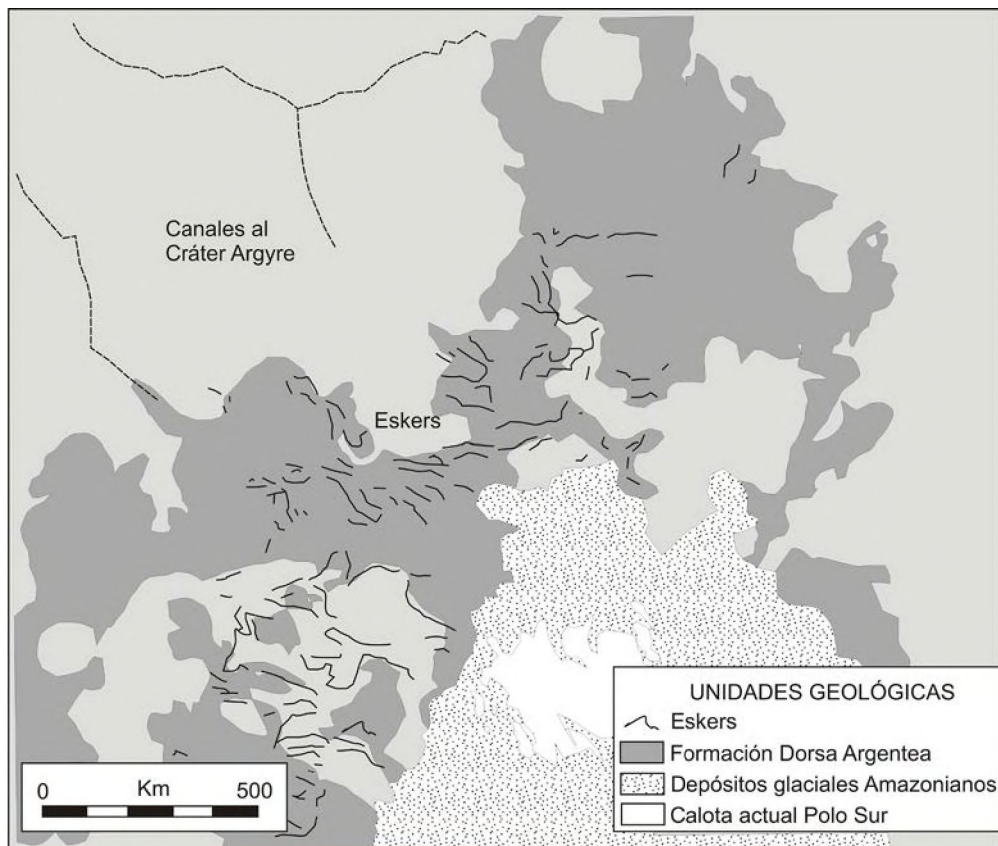 Canales al
Cráter Argyre
Eskers
UNIDADES GEOLÓGICAS
Eskers
Formación Dorsa Argentea
Depósitos glaciales Amazonianos
Calota actual Polo Sur
0 Km 500